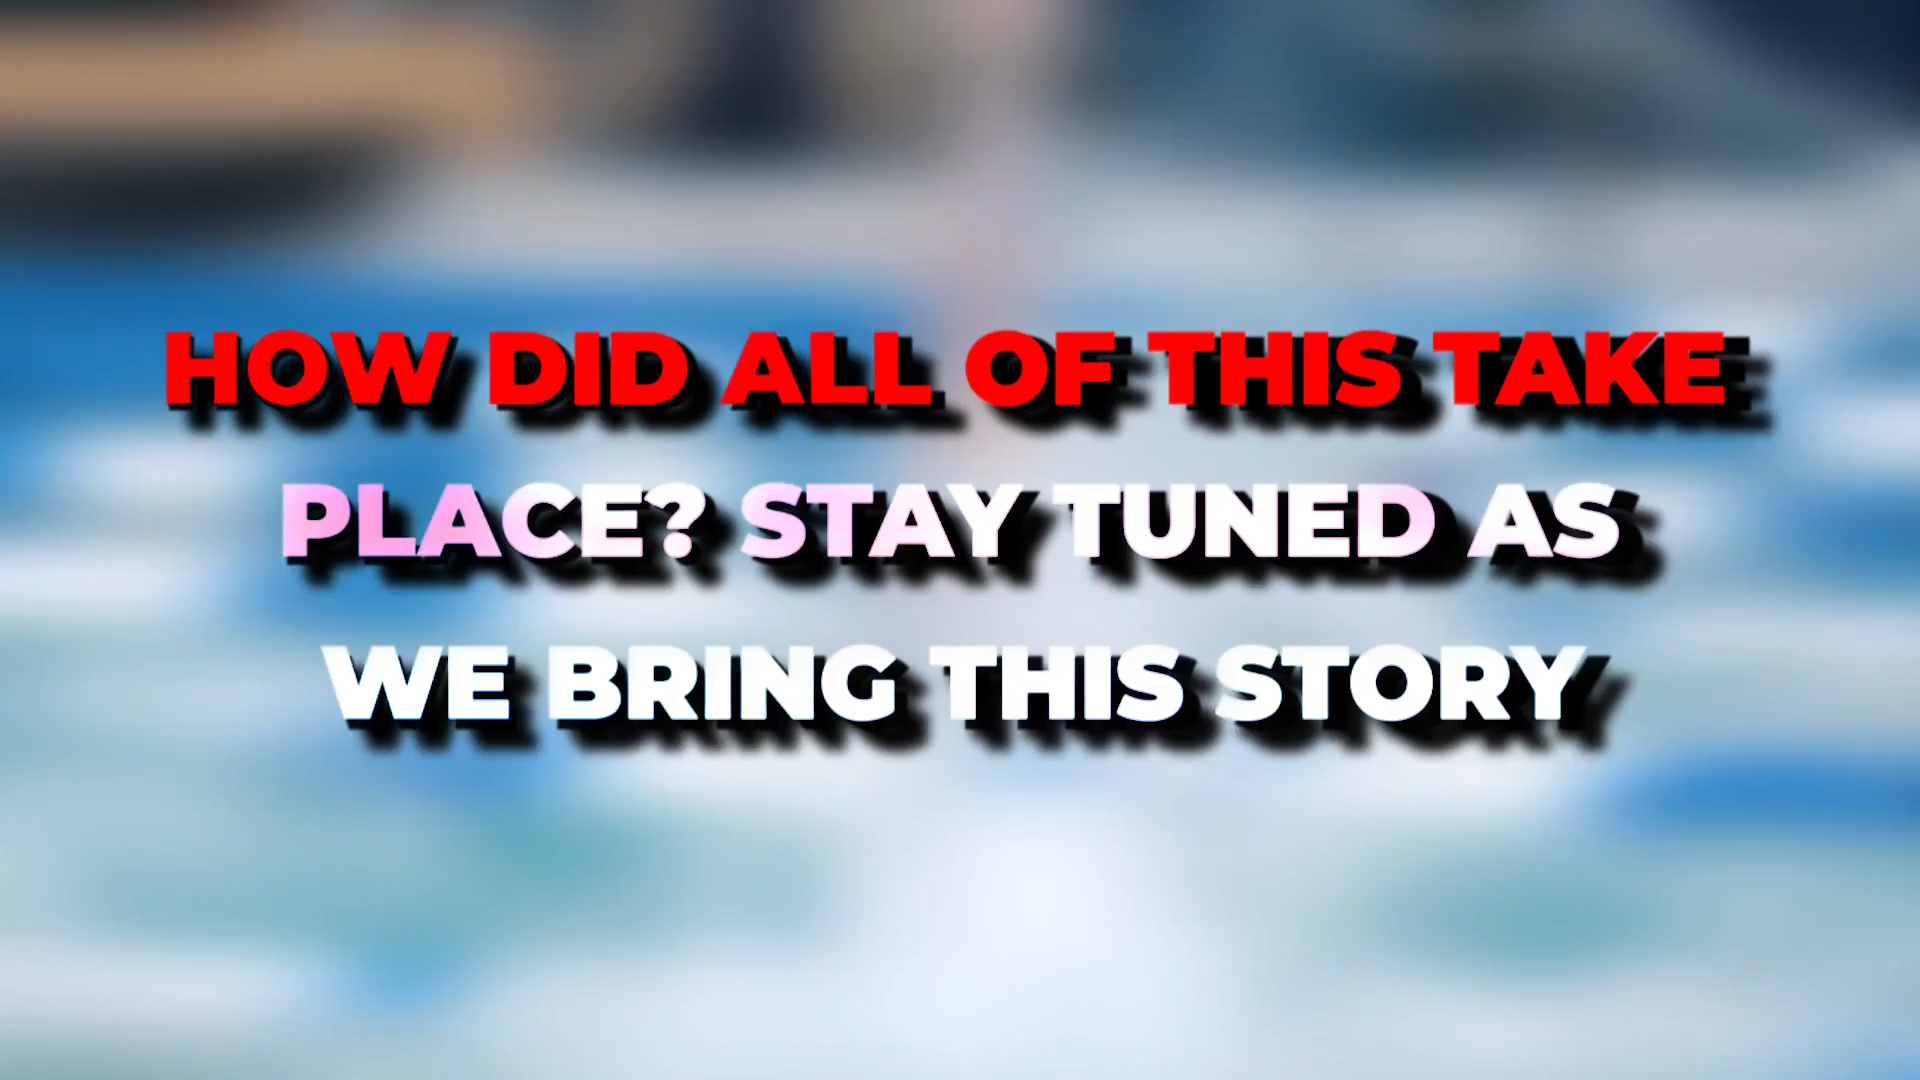 HOW DID ALL OF THIS TAKE
PLACE? STAY TUNED AS
WE BRING THIS STORY